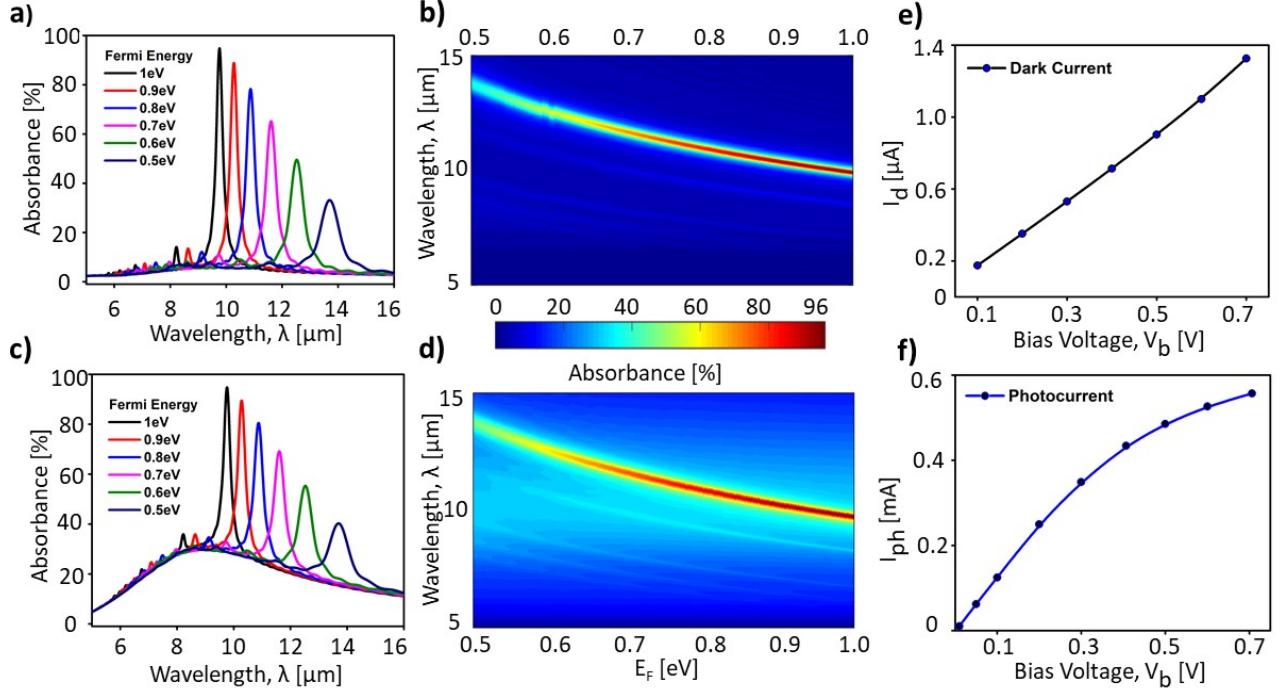 a)
100
80
60
40
20
0
Absorbance [%]
Fermi Energy
1eV
0.9eV
0.8eV
0.7eV
0.6eV
0.5eV
6 8 10 12 14 16
Wavelength, λ [µm]
b)
0.5 0.6 0.7 0.8 0.9 1.0
15
10
5
Wavelength, λ [µm]
0 20 40 60 80 96
Absorbance [%]
c)
100
80
60
40
20
0
Absorbance [%]
Fermi Energy
1eV
0.9eV
0.8eV
0.7eV
0.6eV
0.5eV
6 8 10 12 14 16
Wavelength, λ [µm]
d)
15
10
5
Wavelength, λ [µm]
0.5 0.6 0.7 0.8 0.9 1.0
E_F [eV]
e)
1.4
1.0
0.6
0.2
0
I_d [µA]
Dark Current
0.1 0.3 0.5 0.7
Bias Voltage, V_b [V]
f)
0.6
0.4
0.2
0
I_ph [mA]
Photocurrent
0.1 0.3 0.5 0.7
Bias Voltage, V_b [V]